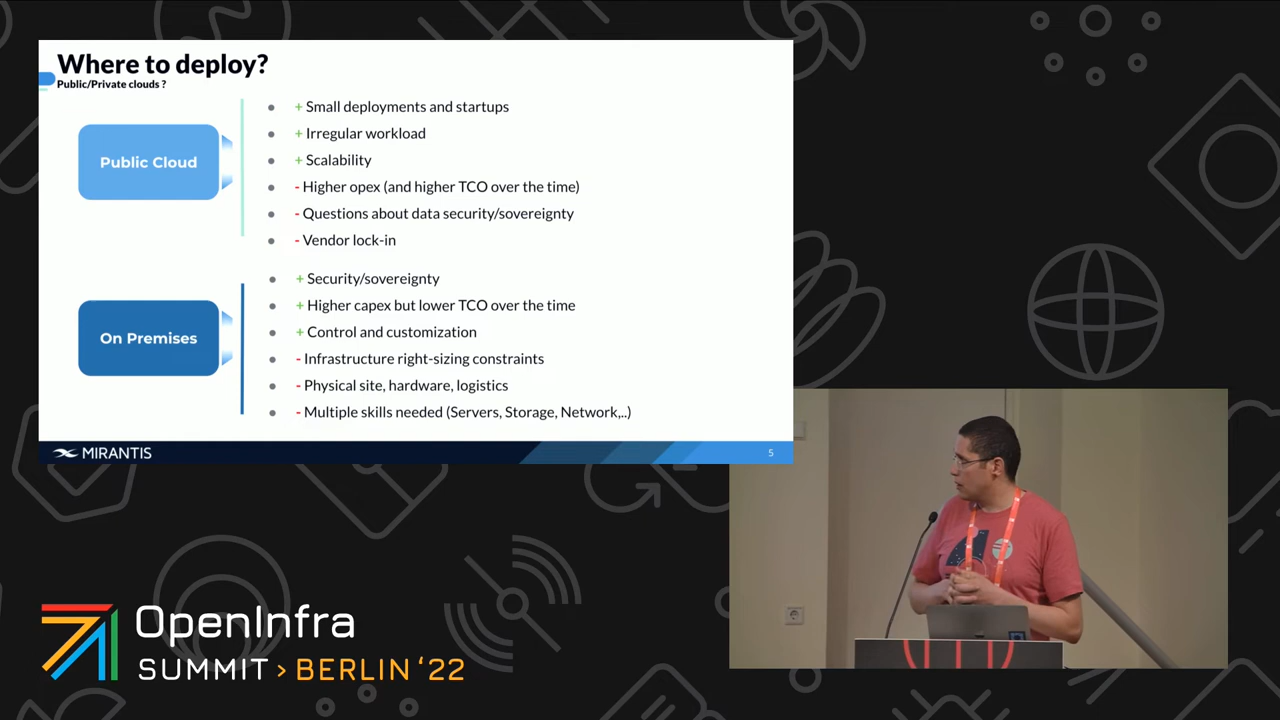 Where to deploy?
Public/Private clouds ?
Public Cloud
+ Small deployments and startups
+ Irregular workload
+ Scalability
- Higher opex (and higher TCO over the time)
- Questions about data security/sovereignty
- Vendor lock-in
On Premises
+ Security/sovereignty
+ Higher capex but lower TCO over the time
+ Control and customization
- Infrastructure right-sizing constraints
- Physical site, hardware, logistics
- Multiple skills needed (Servers, Storage, Network,..)
MIRANTIS
5
OpenInfra
SUMMIT > BERLIN ‘22